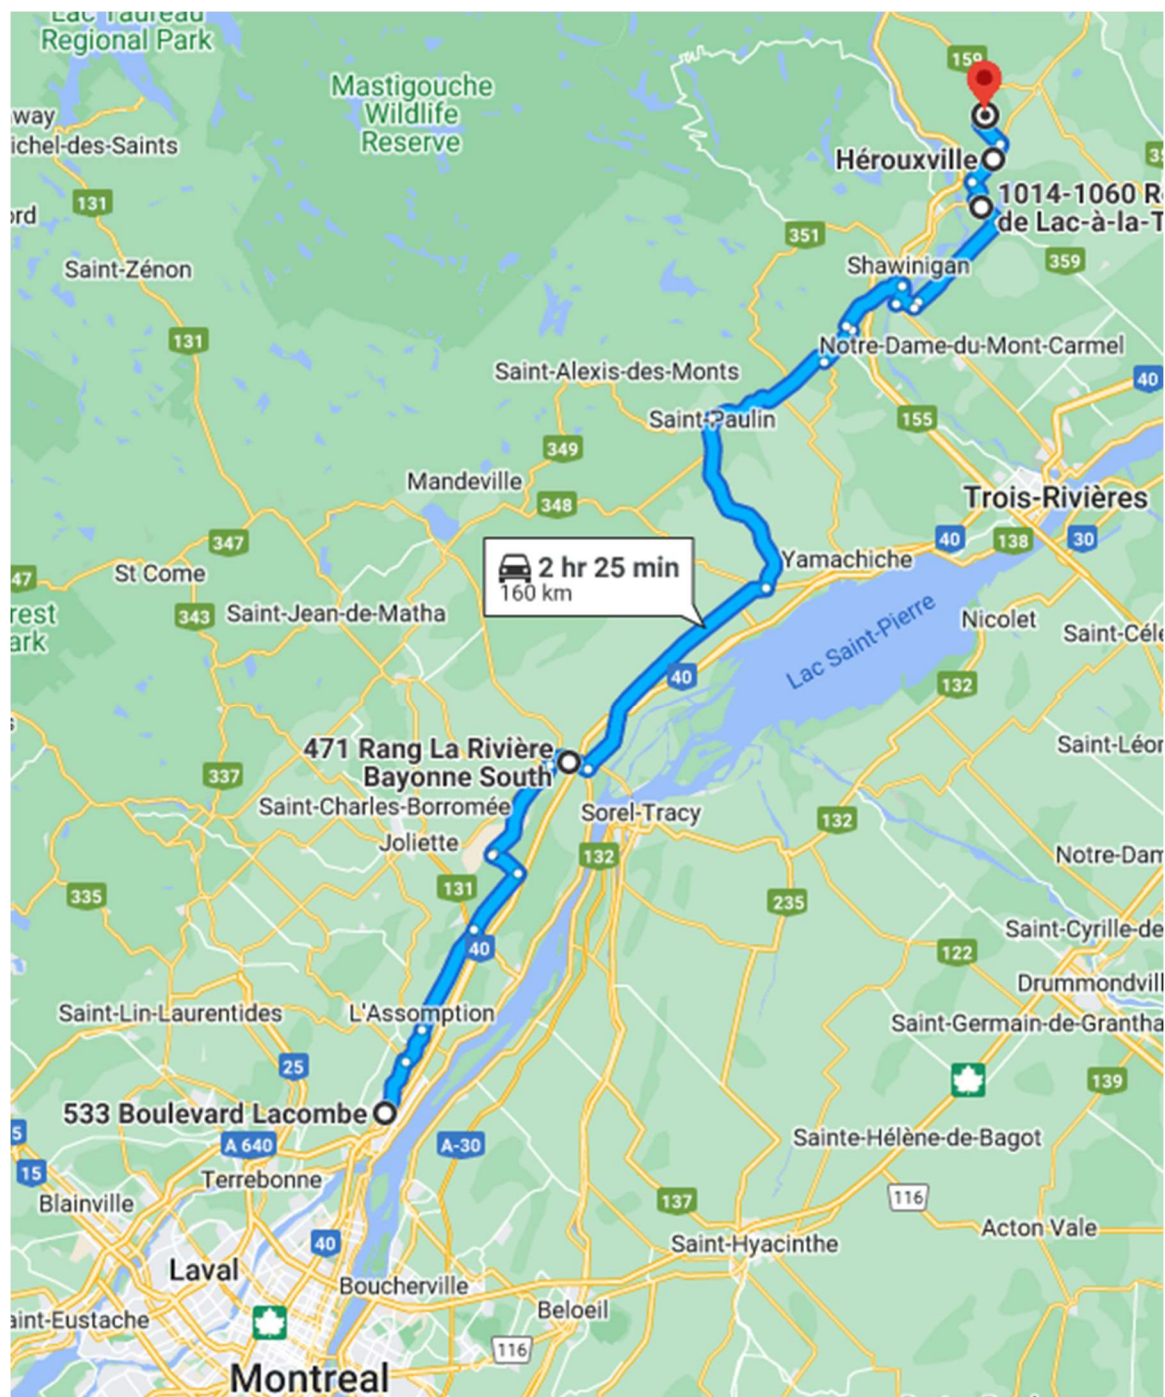 Lac Taureau
Regional Park
159
Mastigouche
Wildlife
Reserve
away
ichel-des-Saints
Hérouxville
35
1014-1060 R
de Lac-à-la-T
131
ord
351
359
Saint-Zénon
Shawinigan
131
Notre-Dame-du-Mont-Carmel
Saint-Alexis-des-Monts
40
Saint-Paulin
155
349
Mandeville
348
Trois-Rivières
347
40
138
30
St Come
47
2 hr 25 min
160 km
Yamachiche
rest
ark
343
Saint-Jean-de-Matha
Lac Saint-Pierre
Nicolet
Saint-Céle
40
132
471 Rang La Rivière
Bayonne South
Saint-Léor
337
Saint-Charles-Borromée
Sorel-Tracy
132
Joliette
132
Notre-Dam
335
131
235
40
Saint-Cyrille-de
122
Drummondvill
Saint-Lin-Laurentides
L'Assomption
Saint-Germain-de-Grantha
25
139
533 Boulevard Lacombe
5
A 640
A-30
Sainte-Hélène-de-Bagot
15
Terrebonne
Blainville
137
116
Acton Vale
40
Saint-Hyacinthe
Laval
Boucherville
aint-Eustache
Beloeil
116
Montreal